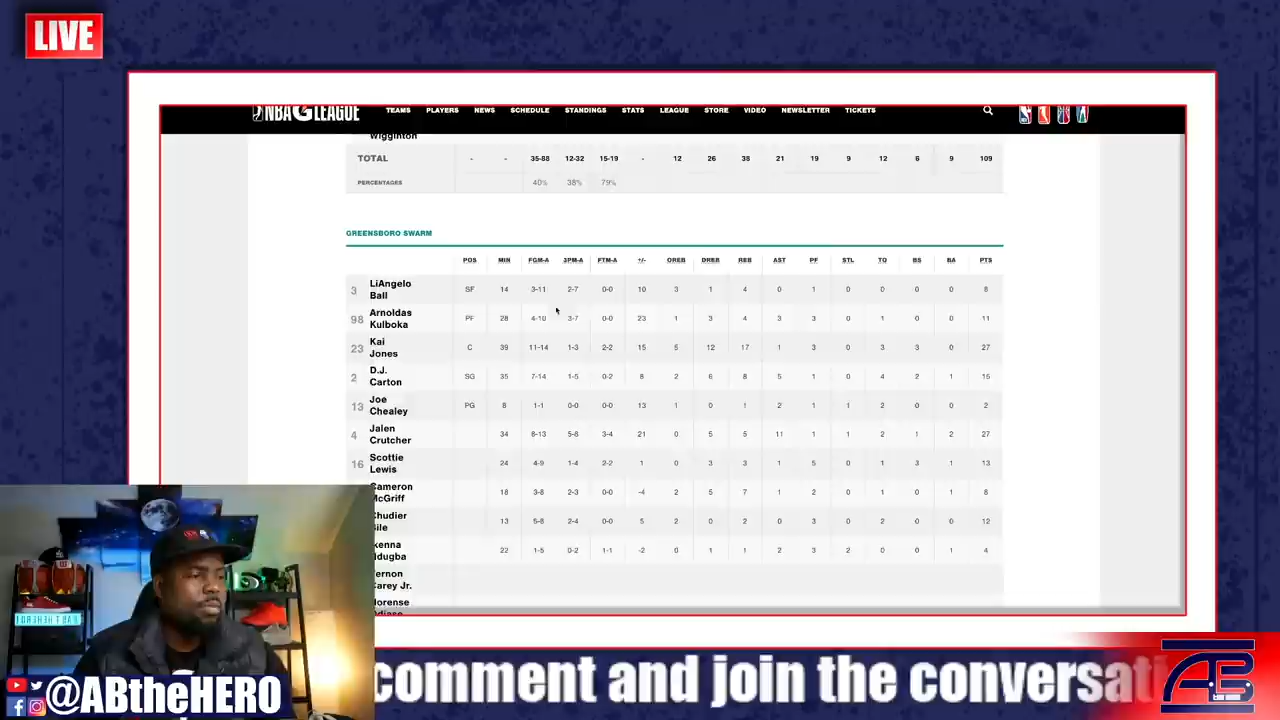 LIVE
NBA G LEAGUE TEAMS PLAYERS NEWS SCHEDULE STANDINGS STATS LEAGUE STORE VIDEO NEWSLETTER TICKETS
Wigginton
TOTAL - - 35-88 12-32 15-19 - 12 26 38 21 19 9 12 6 9 109
PERCENTAGES 40% 38% 79%
GREENSBORO SWARM
POS MIN FGM-A 3PM-A FTM-A +/- OREB DREB REB AST PF STL TO BS BA PTS
3 LiAngelo Ball SF 14 3-11 2-7 0-0 10 3 1 4 0 1 0 0 0 0 8
98 Arnoldas Kulboka PF 28 4-10 3-7 0-0 23 1 3 4 3 3 0 1 0 0 11
23 Kai Jones C 39 11-14 1-3 2-2 15 5 12 17 1 3 0 3 3 0 27
2 D.J. Carton SG 35 7-14 1-5 0-2 8 2 6 8 5 1 0 4 2 1 15
13 Joe Chealey PG 8 1-1 0-0 0-0 13 1 0 1 2 1 1 2 0 0 2
4 Jalen Crutcher 34 8-13 5-8 3-4 21 0 5 5 11 1 1 2 1 2 27
16 Scottie Lewis 24 4-9 1-4 2-2 1 0 3 3 1 5 0 1 3 1 13
Cameron McGriff 18 3-8 2-3 0-0 -4 2 5 7 1 2 0 1 0 1 8
Chudier Bile 13 5-8 2-4 0-0 5 2 0 2 0 3 0 2 0 0 12
kenna Ndugba 22 1-5 0-2 1-1 -2 0 1 1 2 3 2 0 0 1 4
ernon Carey Jr.
lorense
@ABtheHERO
comment and join the conversati
AB